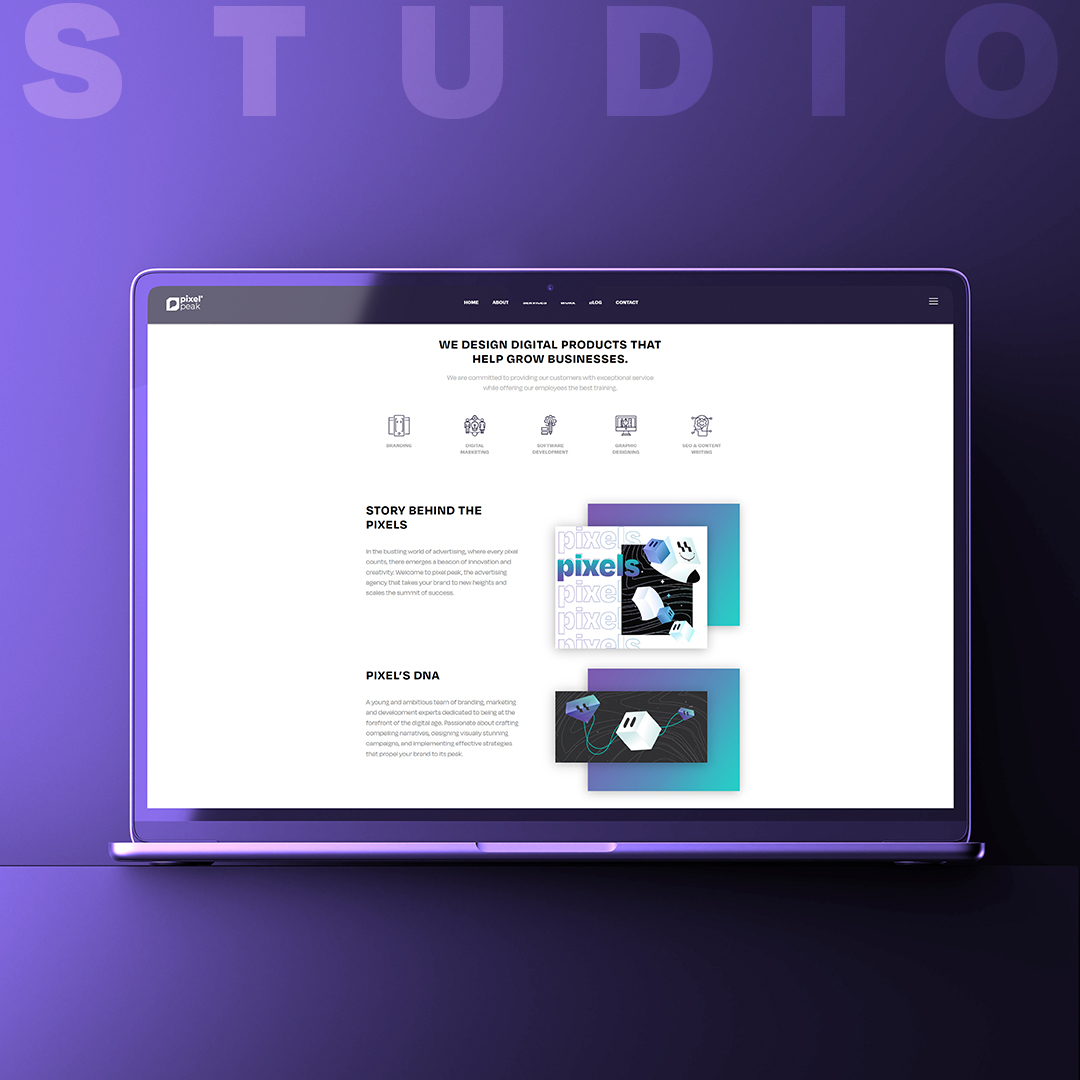 STUDIO
pixel
peak
HOME ABOUT SERVICES WORK BLOG CONTACT
WE DESIGN DIGITAL PRODUCTS THAT
HELP GROW BUSINESSES.
We are committed to providing our customers with exceptional service
while offering our employees the best training.
BRANDING
DIGITAL
MARKETING
SOFTWARE
DEVELOPMENT
GRAPHIC
DESIGNING
SEO & CONTENT
WRITING
STORY BEHIND THE
PIXELS
In the bustling world of advertising, where every pixel
counts, there emerges a beacon of innovation and
creativity. Welcome to pixel peak, the advertising
agency that takes your brand to new heights and
scales the summit of success.
pixels
pixels
pixels
pixels
pixels
PIXEL'S DNA
A young and ambitious team of branding, marketing
and development experts dedicated to being at the
forefront of the digital age. Passionate about crafting
compelling narratives, designing visually stunning
campaigns, and implementing effective strategies
that propel your brand to its peak.